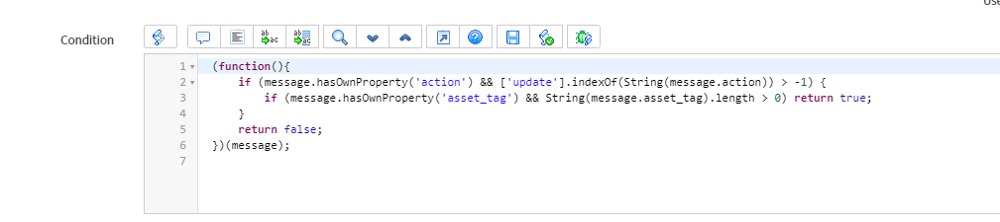 Use
Condition
1 (function(){
2 if (message.hasOwnProperty('action') && ['update'].indexOf(String(message.action)) > -1) {
3 if (message.hasOwnProperty('asset_tag') && String(message.asset_tag).length > 0) return true;
4 }
5 return false;
6 })(message);
7